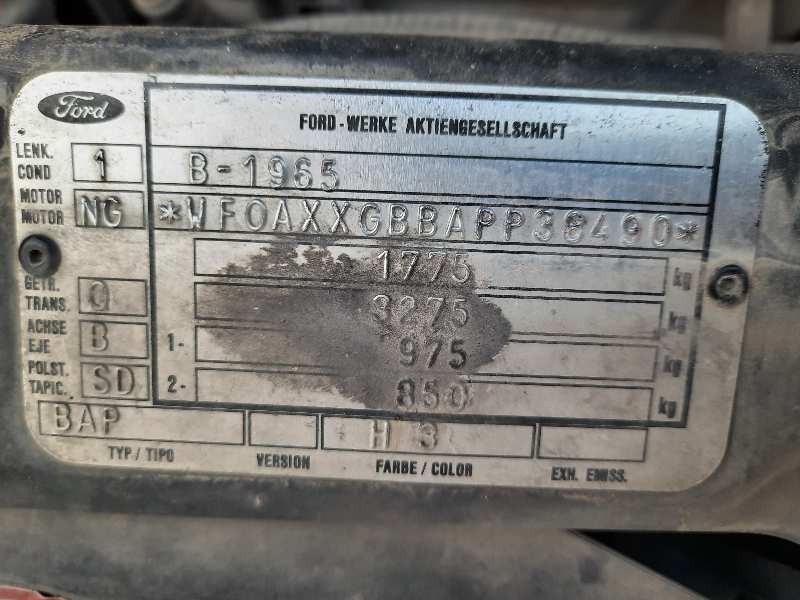 Ford
FORD-WERKE AKTIENGESELLSCHAFT
LENK.
COND
1
B-1965
MOTOR
MOTOR
NG
*WF0AXXGBBAPP38490*
1775 kg
GETR.
TRANS.
Q
3275 kg
ACHSE
EJE
B
1- 975 kg
POLST.
TAPIC.
SD
2- 850 kg
BAP
H 3
TYP/TIPO
VERSION
FARBE/COLOR
EXH. EMISS.